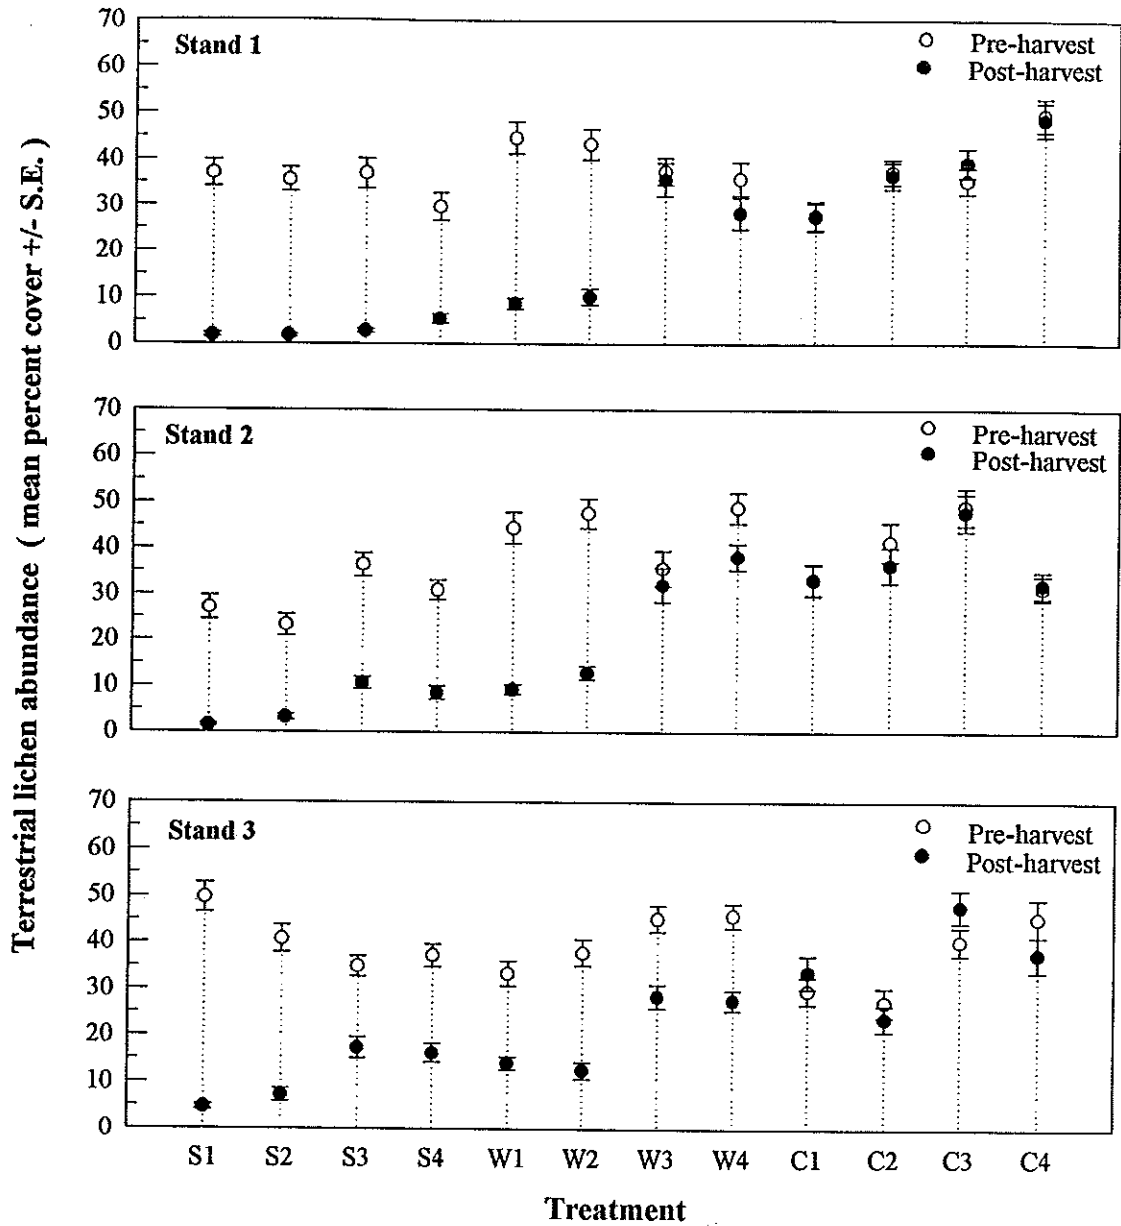 Terrestrial lichen abundance ( mean percent cover +/- S.E. )
70
60
50
40
30
20
10
0
Stand 1
Pre-harvest
Post-harvest
70
60
50
40
30
20
10
0
Stand 2
Pre-harvest
Post-harvest
70
60
50
40
30
20
10
0
Stand 3
Pre-harvest
Post-harvest
S1 S2 S3 S4 W1 W2 W3 W4 C1 C2 C3 C4
Treatment